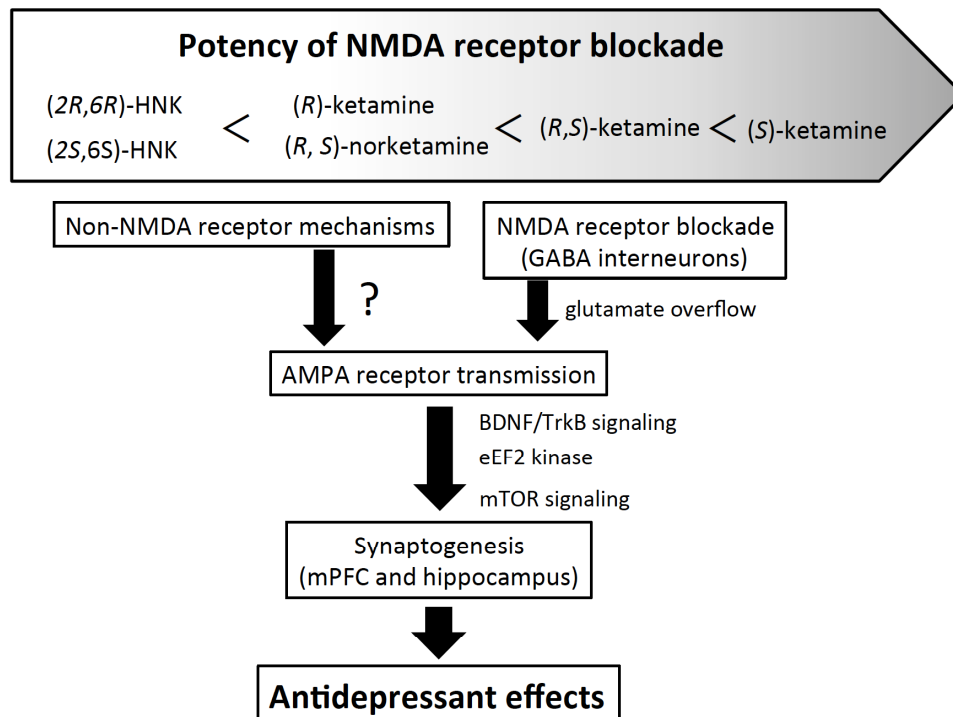 Potency of NMDA receptor blockade
(2R,6R)-HNK
(2S,6S)-HNK
<
(R)-ketamine
(R, S)-norketamine
<
(R,S)-ketamine
<
(S)-ketamine
Non-NMDA receptor mechanisms
NMDA receptor blockade
(GABA interneurons)
?
glutamate overflow
AMPA receptor transmission
BDNF/TrkB signaling
eEF2 kinase
mTOR signaling
Synaptogenesis
(mPFC and hippocampus)
Antidepressant effects